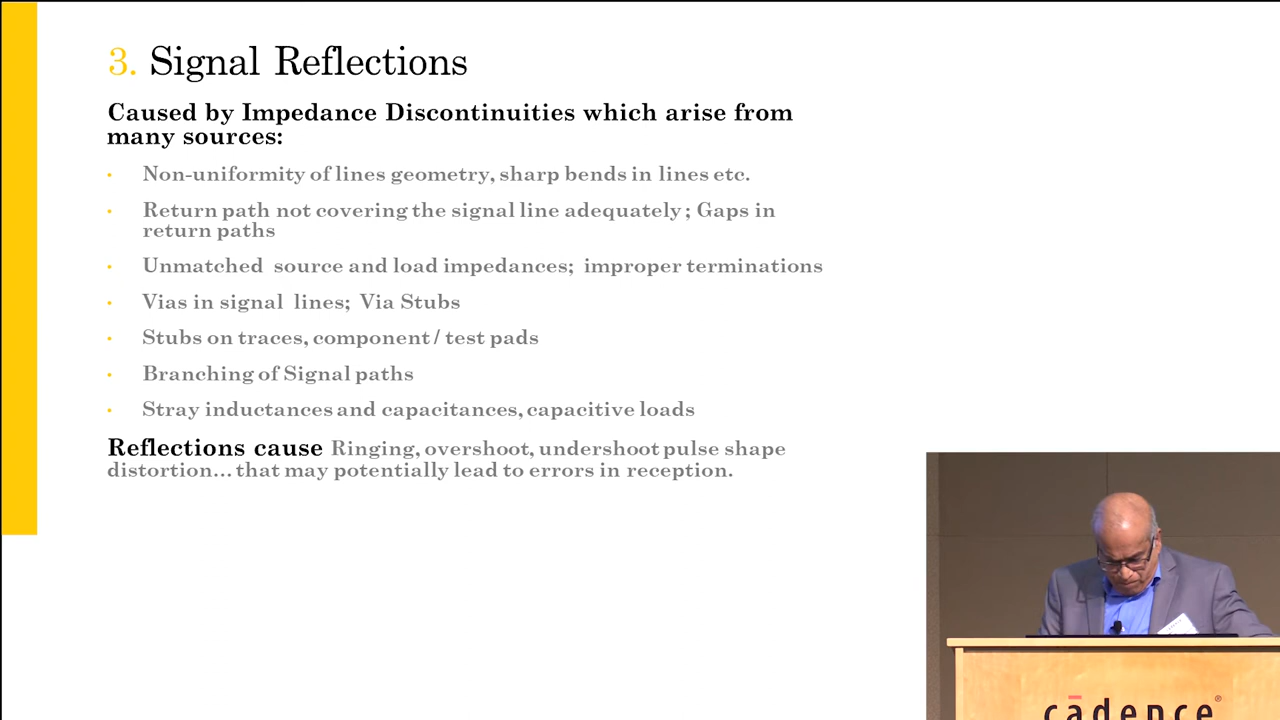 3. Signal Reflections
Caused by Impedance Discontinuities which arise from
many sources:
• Non-uniformity of lines geometry, sharp bends in lines etc.
• Return path not covering the signal line adequately; Gaps in
return paths
• Unmatched source and load impedances; improper terminations
• Vias in signal lines; Via Stubs
• Stubs on traces, component / test pads
• Branching of Signal paths
• Stray inductances and capacitances, capacitive loads
Reflections cause Ringing, overshoot, undershoot pulse shape
distortion... that may potentially lead to errors in reception.
cādence®